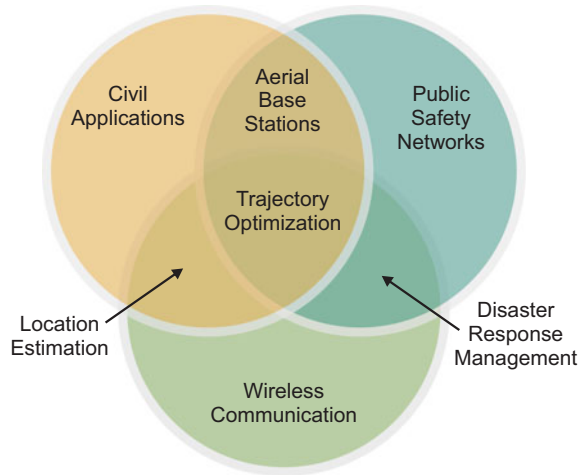 Civil
Applications
Aerial
Base
Stations
Public
Safety
Networks
Trajectory
Optimization
Location
Estimation
Disaster
Response
Management
Wireless
Communication